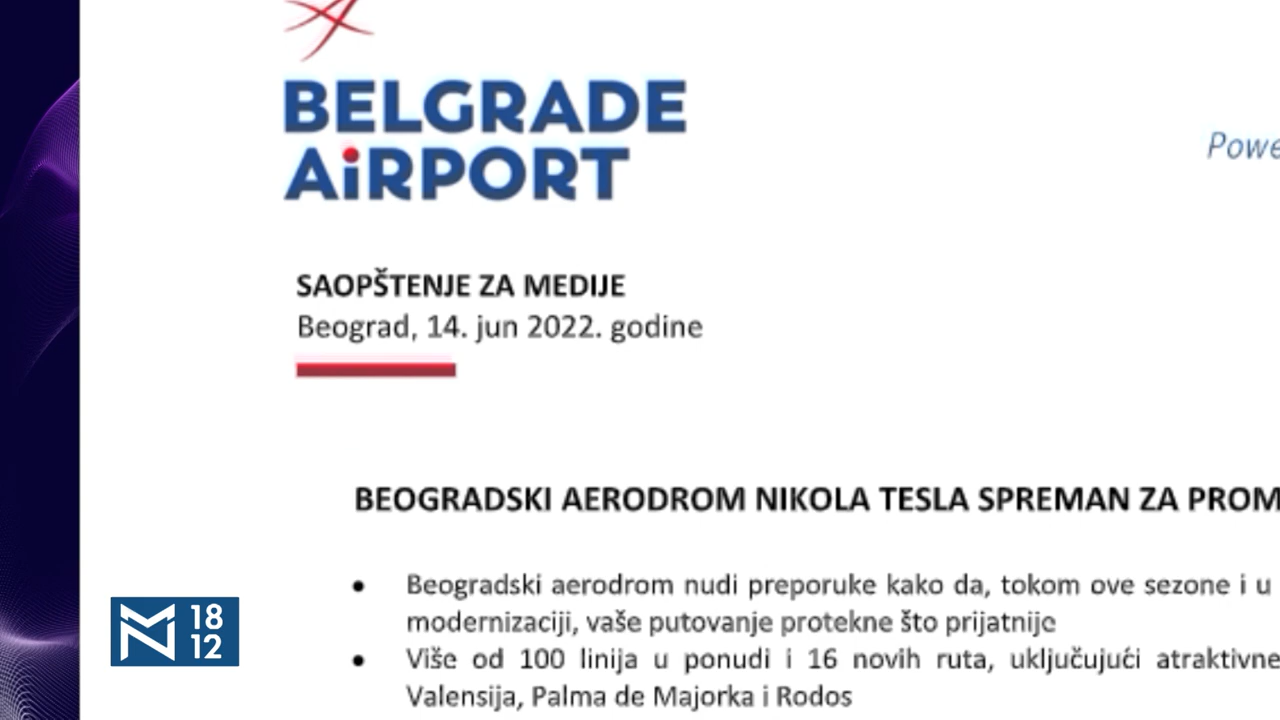 BELGRADE
AiRPORT
Powe
SAOPŠTENJE ZA MEDIJE
Beograd, 14. jun 2022. godine
BEOGRADSKI AERODROM NIKOLA TESLA SPREMAN ZA PROM
• Beogradski aerodrom nudi preporuke kako da, tokom ove sezone i u
modernizaciji, vaše putovanje protekne što prijatnije
• Više od 100 linija u ponudi i 16 novih ruta, uključujući atraktivne
Valensija, Palma de Majorka i Rodos
18
12